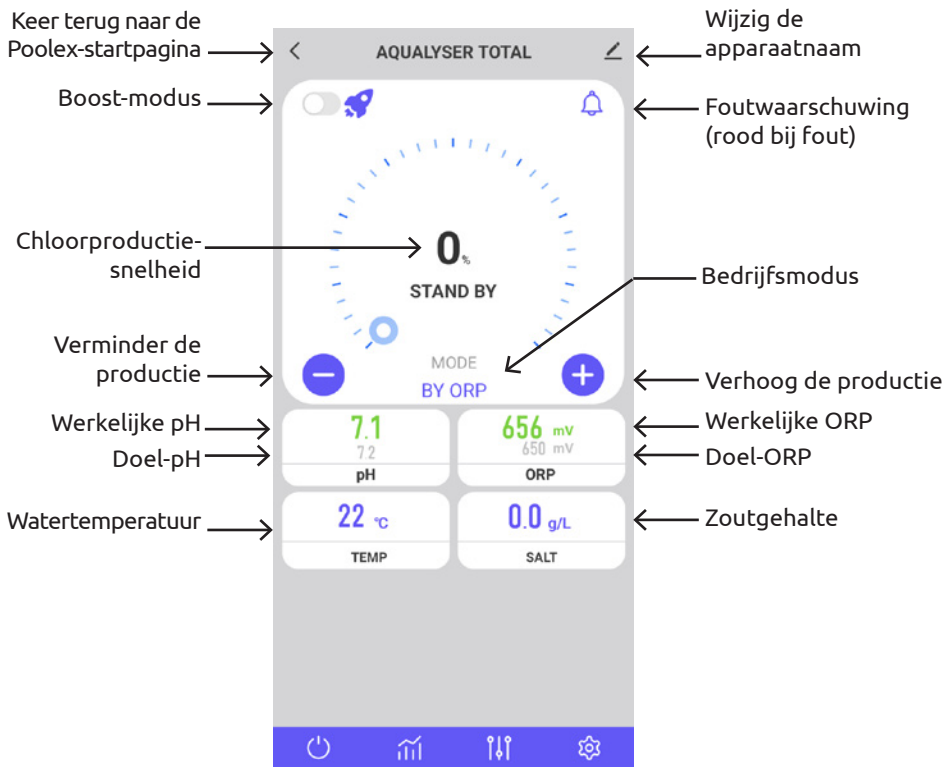 Keer terug naar de
Poolex-startpagina
Wijzig de
apparaatnaam
AQUALYSER TOTAL
Boost-modus
Foutwaarschuwing
(rood bij fout)
Chloorproductie-
snelheid
0%
STAND BY
Bedrijfsmodus
Verminder de
productie
MODE
BY ORP
Verhoog de productie
Werkelijke pH
7.1
656 mV
Werkelijke ORP
Doel-pH
7.2
650 mV
Doel-ORP
pH
ORP
Watertemperatuur
22 °C
0.0 g/L
Zoutgehalte
TEMP
SALT